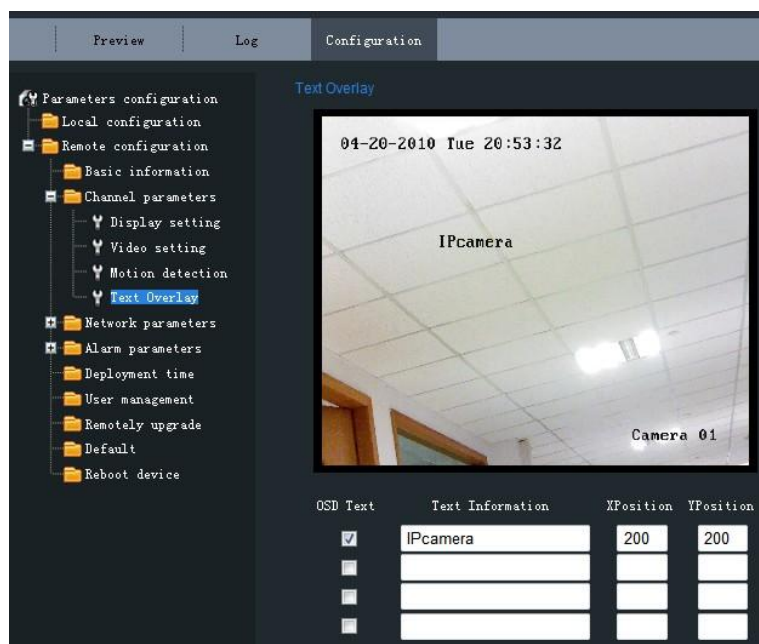 Preview Log Configuration
Parameters configuration
Local configuration
Remote configuration
Basic information
Channel parameters
Display setting
Video setting
Motion detection
Text Overlay
Network parameters
Alarm parameters
Deployment time
User management
Remotely upgrade
Default
Reboot device
Text Overlay
04-20-2010 Tue 20:53:32
IPcamera
Camera 01
OSD Text Text Information XPosition YPosition
IPcamera 200 200